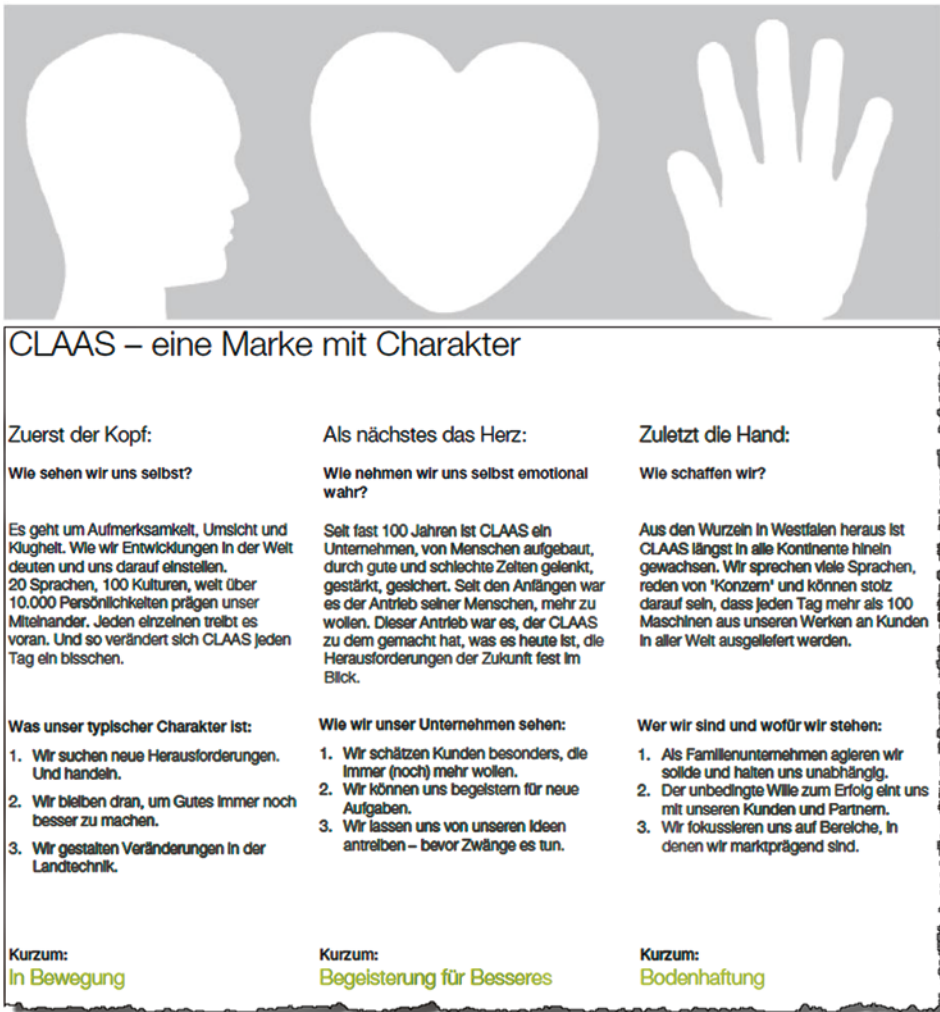 CLAAS – eine Marke mit Charakter
Zuerst der Kopf:
Wie sehen wir uns selbst?
Es geht um Aufmerksamkeit, Umsicht und
Klugheit. Wie wir Entwicklungen in der Welt
deuten und uns darauf einstellen.
20 Sprachen, 100 Kulturen, weit über
10.000 Persönlichkeiten prägen unser
Miteinander. Jeden einzelnen treibt es
voran. Und so verändert sich CLAAS jeden
Tag ein bisschen.
Was unser typischer Charakter ist:
1. Wir suchen neue Herausforderungen.
Und handeln.
2. Wir bleiben dran, um Gutes immer noch
besser zu machen.
3. Wir gestalten Veränderungen in der
Landtechnik.
Kurzum:
In Bewegung
Als nächstes das Herz:
Wie nehmen wir uns selbst emotional
wahr?
Seit fast 100 Jahren ist CLAAS ein
Unternehmen, von Menschen aufgebaut,
durch gute und schlechte Zeiten gelenkt,
gestärkt, gesichert. Seit den Anfängen war
es der Antrieb seiner Menschen, mehr zu
wollen. Dieser Antrieb war es, der CLAAS
zu dem gemacht hat, was es heute ist, die
Herausforderungen der Zukunft fest im
Blick.
Wie wir unser Unternehmen sehen:
1. Wir schätzen Kunden besonders, die
immer (noch) mehr wollen.
2. Wir können uns begeistern für neue
Aufgaben.
3. Wir lassen uns von unseren Ideen
antreiben – bevor Zwänge es tun.
Kurzum:
Begeisterung für Besseres
Zuletzt die Hand:
Wie schaffen wir?
Aus den Wurzeln in Westfalen heraus ist
CLAAS längst in alle Kontinente hinein
gewachsen. Wir sprechen viele Sprachen,
reden von 'Konzern' und können stolz
darauf sein, dass jeden Tag mehr als 100
Maschinen aus unseren Werken an Kunden
in aller Welt ausgeliefert werden.
Wer wir sind und wofür wir stehen:
1. Als Familienunternehmen agieren wir
solide und halten uns unabhängig.
2. Der unbedingte Wille zum Erfolg eint uns
mit unseren Kunden und Partnern.
3. Wir fokussieren uns auf Bereiche, in
denen wir marktprägend sind.
Kurzum:
Bodenhaftung